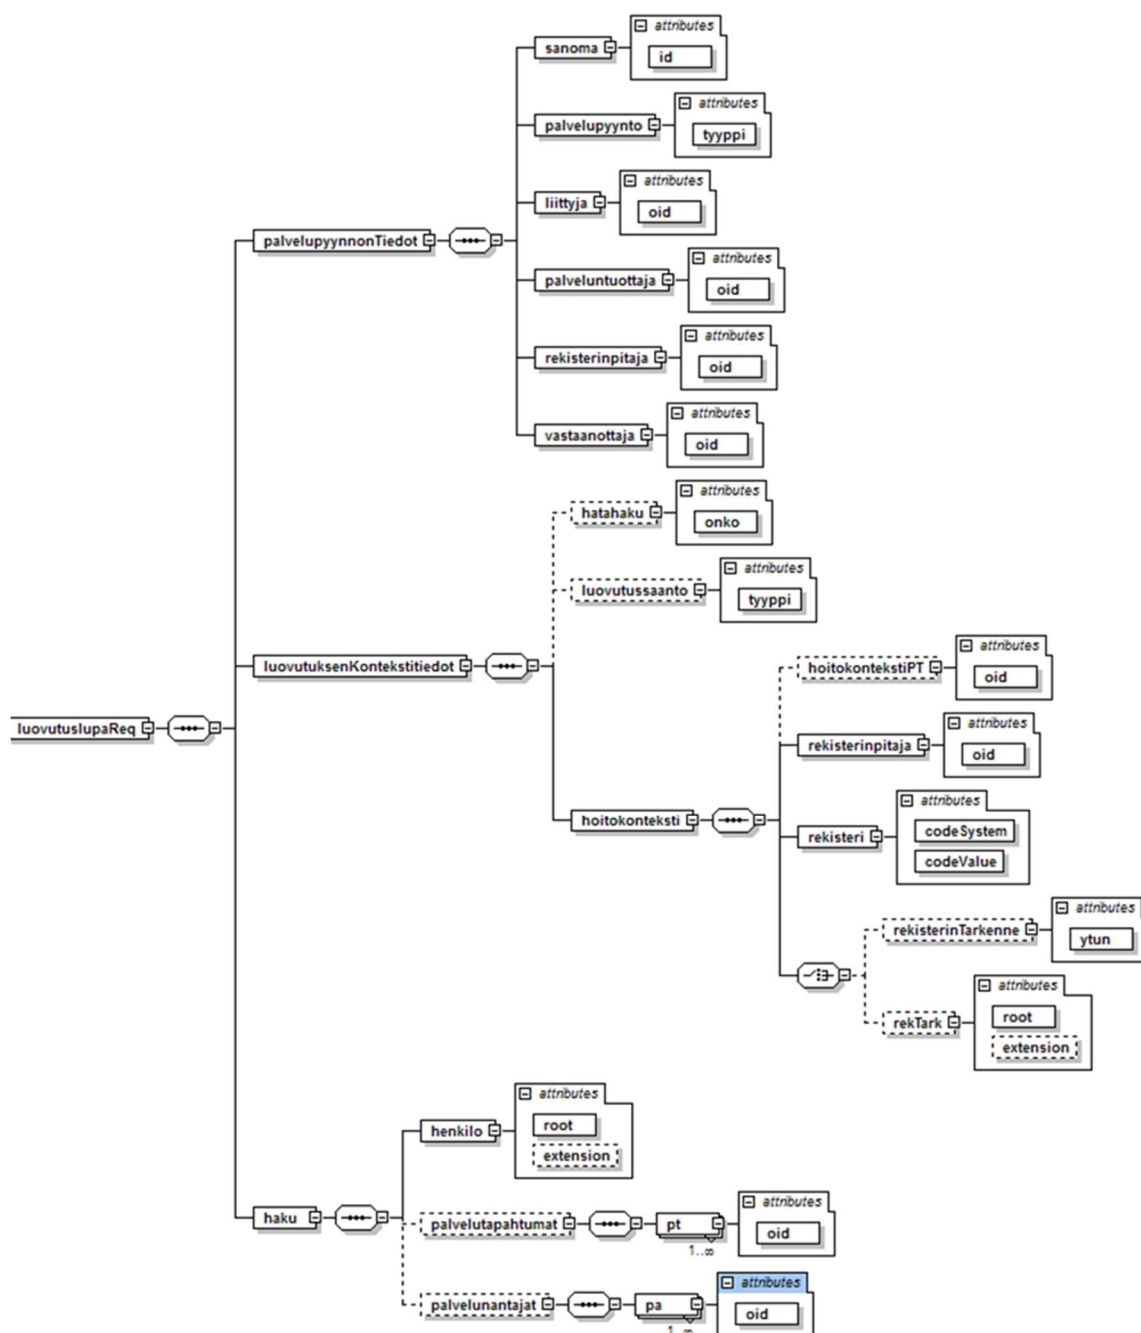 attributes
sanoma
id
attributes
palvelupyynto
tyyppi
attributes
liittyja
oid
attributes
palvelupyynnonTiedot
palveluntuottaja
oid
attributes
rekisterinpitaja
oid
attributes
vastaanottaja
oid
attributes
hatahaku
onko
attributes
luovutussaanto
tyyppi
attributes
luovutuksenKontekstitiedot
hoitokontekstiPT
oid
attributes
luovutuslupaReq
rekisterinpitaja
oid
attributes
hoitokonteksti
rekisteri
codeSystem
codeValue
attributes
rekisterinTarkenne
ytun
attributes
rekTark
root
extension
attributes
henkilo
root
extension
attributes
haku
palvelutapahtumat
pt
oid
1..∞
attributes
palvelunantajat
pa
oid
1..∞